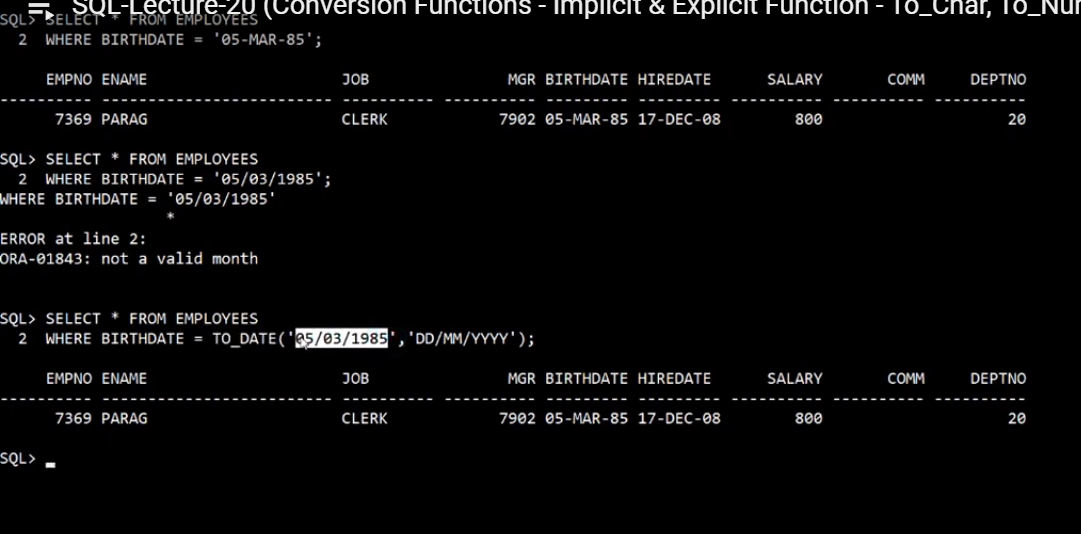 SQL-Lecture-20 (Conversion Functions - Implicit & Explicit Function - To_Char, To_Nu
SQL> SELECT * FROM EMPLOYEES
  2  WHERE BIRTHDATE = '05-MAR-85';
     EMPNO ENAME                     JOB               MGR BIRTHDATE HIREDATE      SALARY       COMM     DEPTNO
---------- ------------------------- ---------- ---------- --------- --------- ---------- ---------- ----------
      7369 PARAG                     CLERK            7902 05-MAR-85 17-DEC-08        800                    20
SQL> SELECT * FROM EMPLOYEES
  2  WHERE BIRTHDATE = '05/03/1985';
WHERE BIRTHDATE = '05/03/1985'
                  *
ERROR at line 2:
ORA-01843: not a valid month
SQL> SELECT * FROM EMPLOYEES
  2  WHERE BIRTHDATE = TO_DATE('05/03/1985','DD/MM/YYYY');
     EMPNO ENAME                     JOB               MGR BIRTHDATE HIREDATE      SALARY       COMM     DEPTNO
---------- ------------------------- ---------- ---------- --------- --------- ---------- ---------- ----------
      7369 PARAG                     CLERK            7902 05-MAR-85 17-DEC-08        800                    20
SQL>